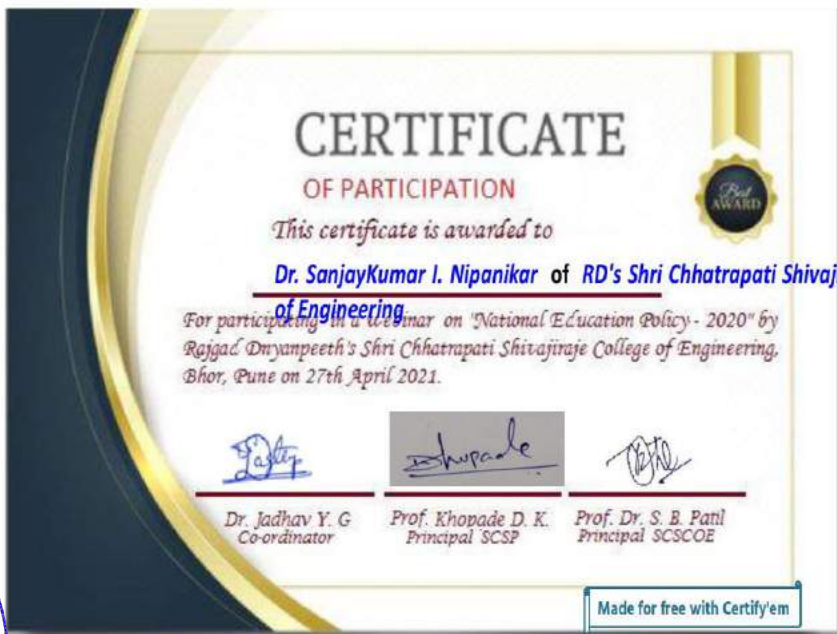 CERTIFICATE
OF PARTICIPATION
Best
AWARD
This certificate is awarded to
Dr. SanjayKumar I. Nipanikar of RD's Shri Chhatrapati Shivaj
of Engineering
For participating in a webinar on "National Education Policy - 2020" by
Rajgad Dnyanpeeth's Shri Chhatrapati Shivajiraje College of Engineering,
Bhor, Pune on 27th April 2021.
Dr. Jadhav Y. G Prof. Khopade D. K. Prof. Dr. S. B. Patil
Co-ordinator Principal SCSP Principal SCSCOE
Made for free with Certify'em